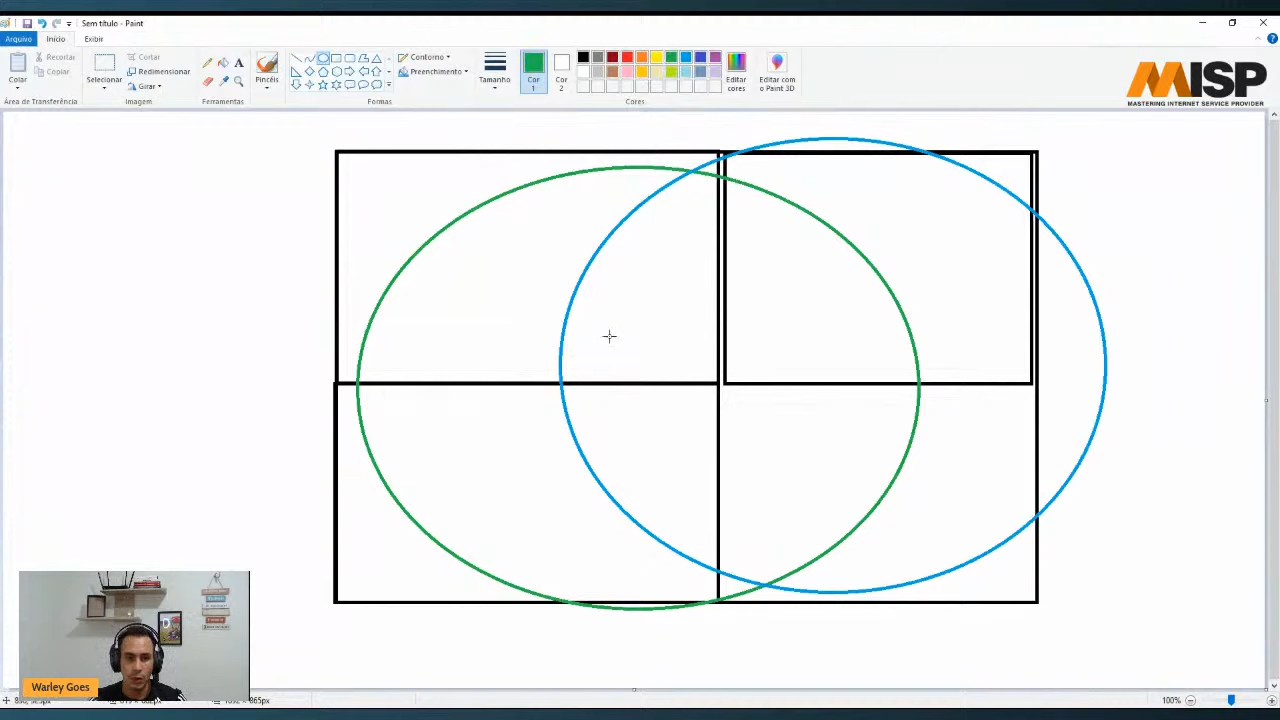 Sem título - Paint
Arquivo
Início
Exibir
Colar
Recortar
Copiar
Área de Transferência
Selecionar
Cortar
Redimensionar
Girar
Imagem
A
Ferramentas
Pincéis
Formas
Contorno
Preenchimento
Tamanho
Cor
1
Cor
2
Cores
Editar
cores
Editar com
o Paint 3D
MISP
MASTERING INTERNET SERVICE PROVIDER
Warley Goes
100%